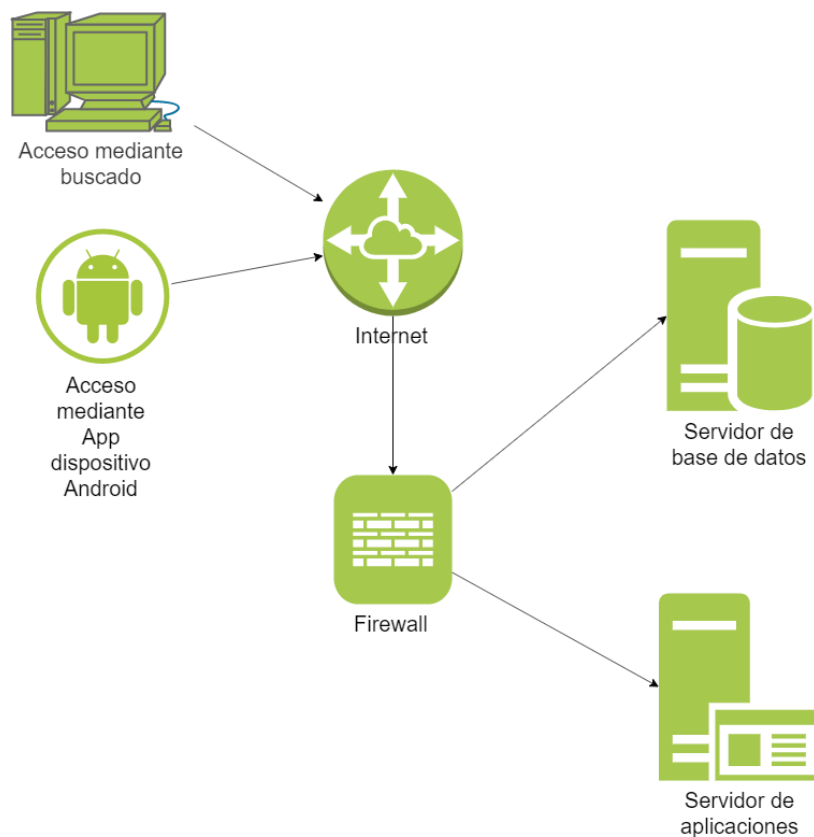 Acceso mediante
buscado
Acceso
mediante
App
dispositivo
Android
Internet
Firewall
Servidor de
base de datos
Servidor de
aplicaciones